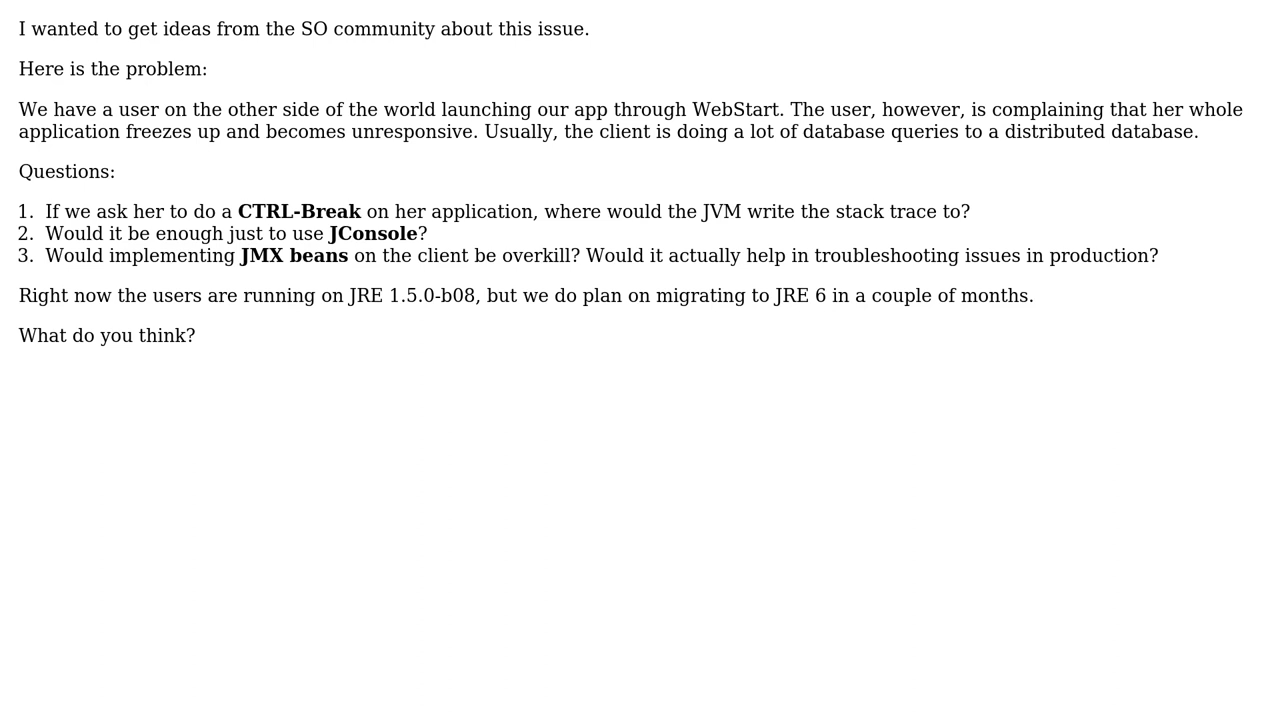 I wanted to get ideas from the SO community about this issue.
Here is the problem:
We have a user on the other side of the world launching our app through WebStart. The user, however, is complaining that her whole
application freezes up and becomes unresponsive. Usually, the client is doing a lot of database queries to a distributed database.
Questions:
1. If we ask her to do a CTRL-Break on her application, where would the JVM write the stack trace to?
2. Would it be enough just to use JConsole?
3. Would implementing JMX beans on the client be overkill? Would it actually help in troubleshooting issues in production?
Right now the users are running on JRE 1.5.0-b08, but we do plan on migrating to JRE 6 in a couple of months.
What do you think?